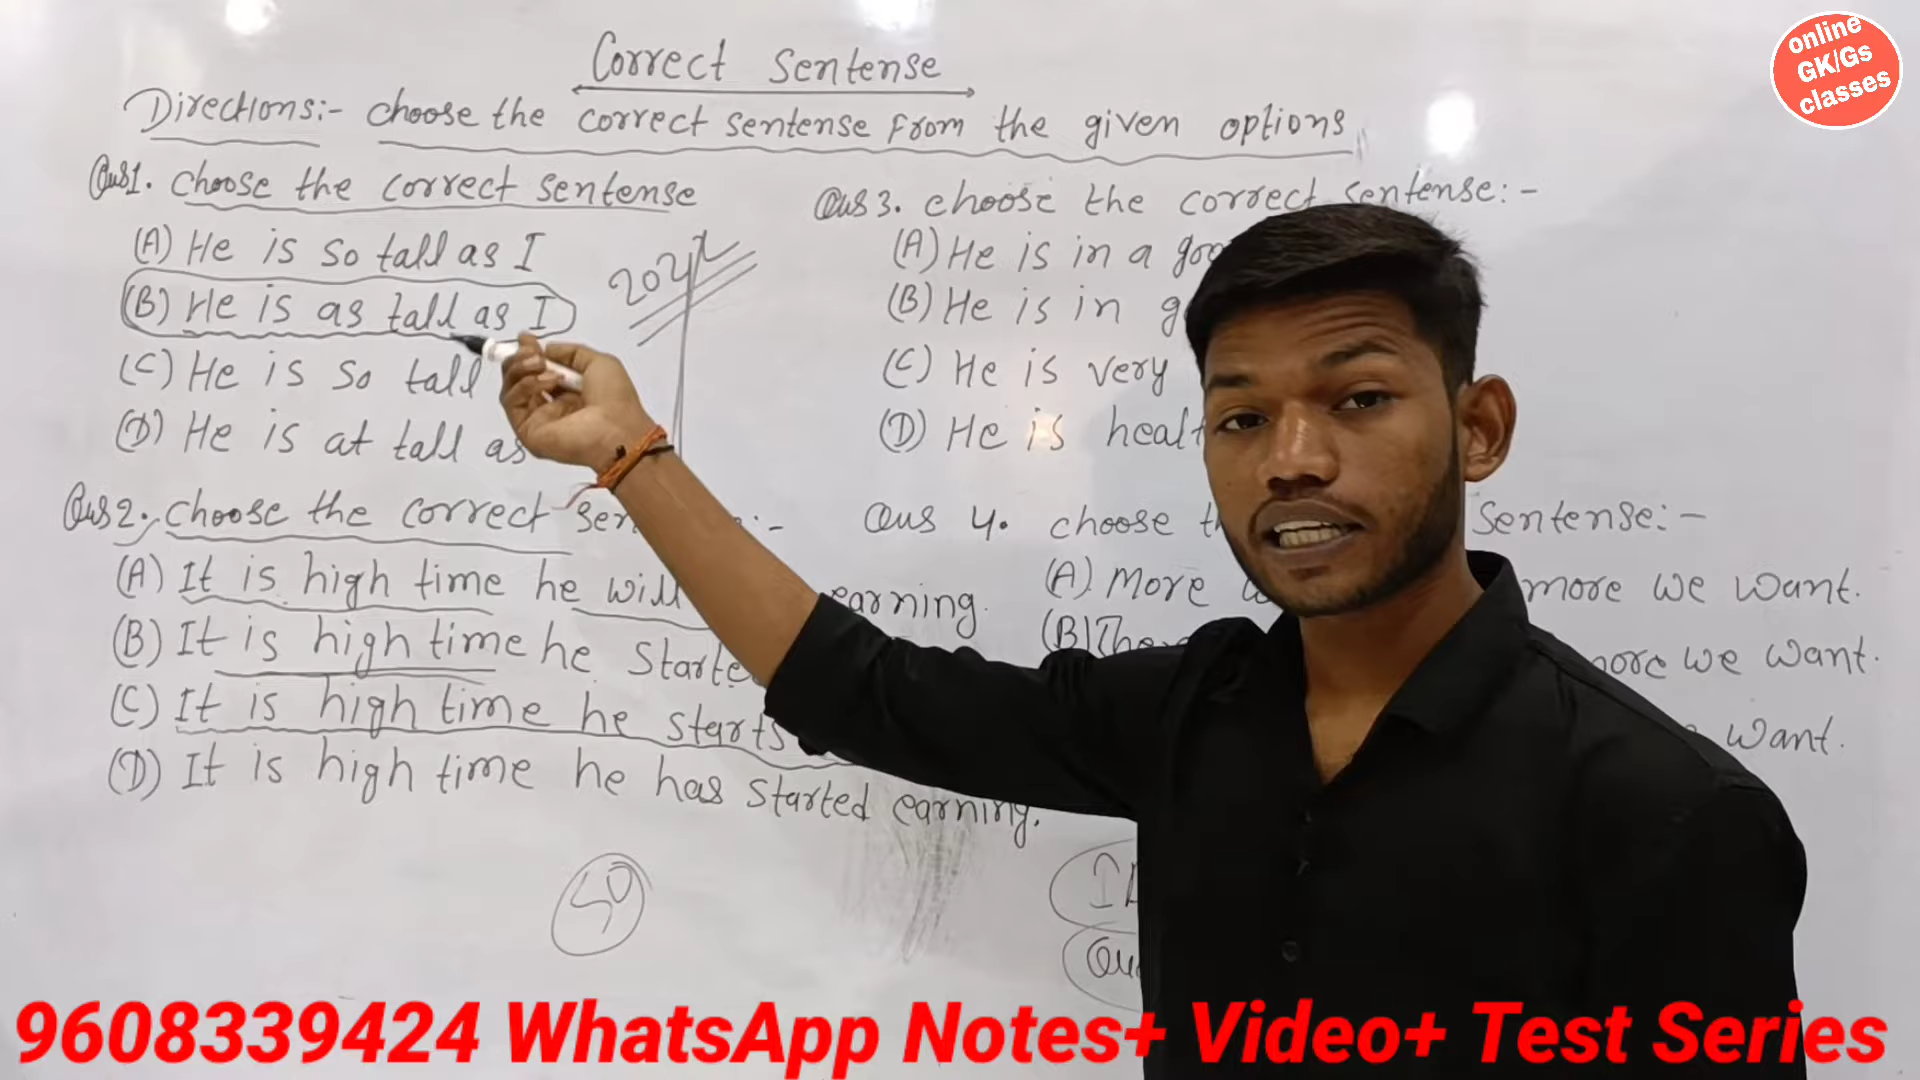 Correct Sentense
Directions:- choose the correct sentense from the given options
Qus1. choose the correct sentense
(A) He is so tall as I
(B) He is as tall as I
(C) He is so tall
(D) He is at tall as
Qus2. choose the correct
(A) It is high time he will earning.
(B) It is high time he
(C) It is high time he starts
(D) It is high time he has started earning.
50
Qus 3. choose the correct sentense:-
(A) He is in a
(B) He is in
(C) He is very
(D) He is
Qus 4. choose sentense:-
(A) More more we want.
(B) more we want.
want.
online
GK/Gs
classes
9608339424 WhatsApp Notes+ Video+ Test Series